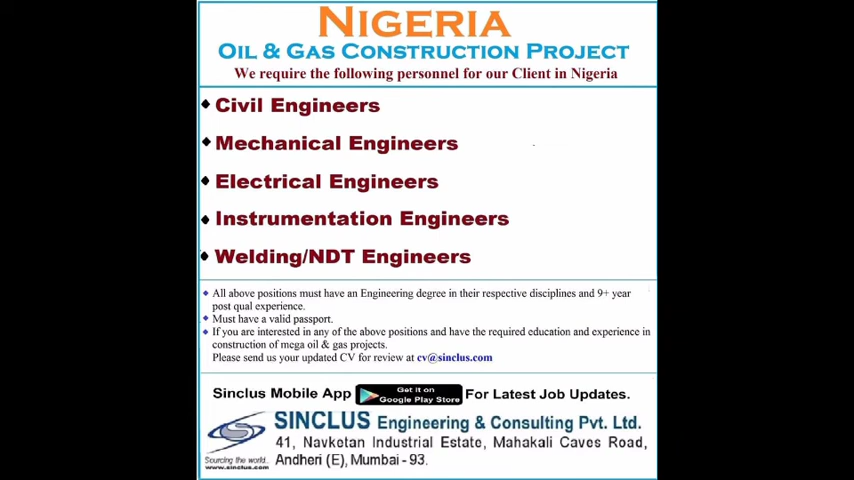 NIGERIA
OIL & GAS CONSTRUCTION PROJECT
We require the following personnel for our Client in Nigeria
Civil Engineers
Mechanical Engineers
Electrical Engineers
Instrumentation Engineers
Welding/NDT Engineers
All above positions must have an Engineering degree in their respective disciplines and 9+ year
post qual experience.
Must have a valid passport.
If you are interested in any of the above positions and have the required education and experience in
construction of mega oil & gas projects.
Please send us your updated CV for review at cv@sinclus.com
Sinclus Mobile App Get it on Google Play Store For Latest Job Updates.
SINCLUS Engineering & Consulting Pvt. Ltd.
41, Navketan Industrial Estate, Mahakali Caves Road,
Andheri (E), Mumbai - 93.
Sourcing the world.
www.sinclus.com